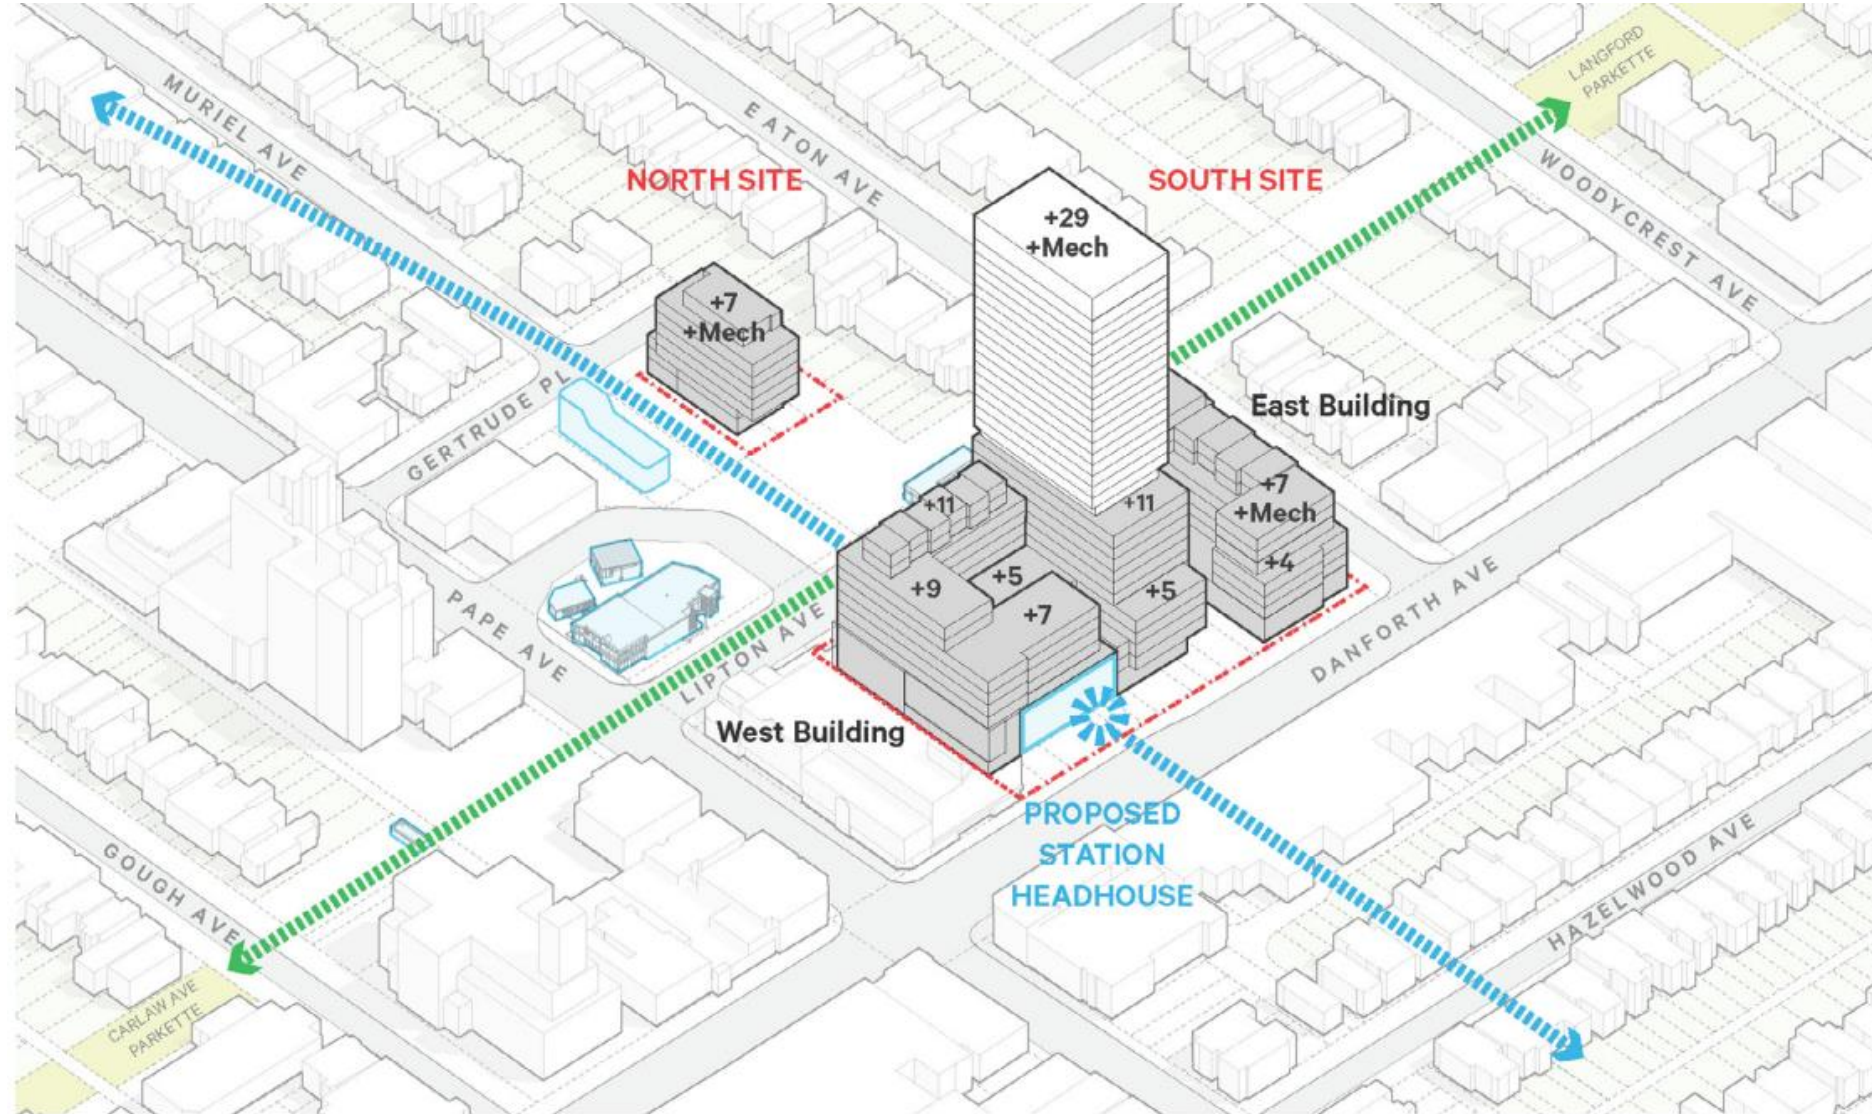 LANGFORD
PARKETTE
MURIEL AVE
EATON AVE
NORTH SITE
SOUTH SITE
WOODYCREST AVE
+29
+Mech
+7
+Mech
GERTRUDE PL
East Building
+7
+Mech
+11
+11
+4
+9
+5
+5
+7
PAPE AVE
LIPTON AVE
DANFORTH AVE
West Building
PROPOSED
STATION
HEADHOUSE
GOUGH AVE
HAZELWOOD AVE
CARLAW AVE
PARKETTE